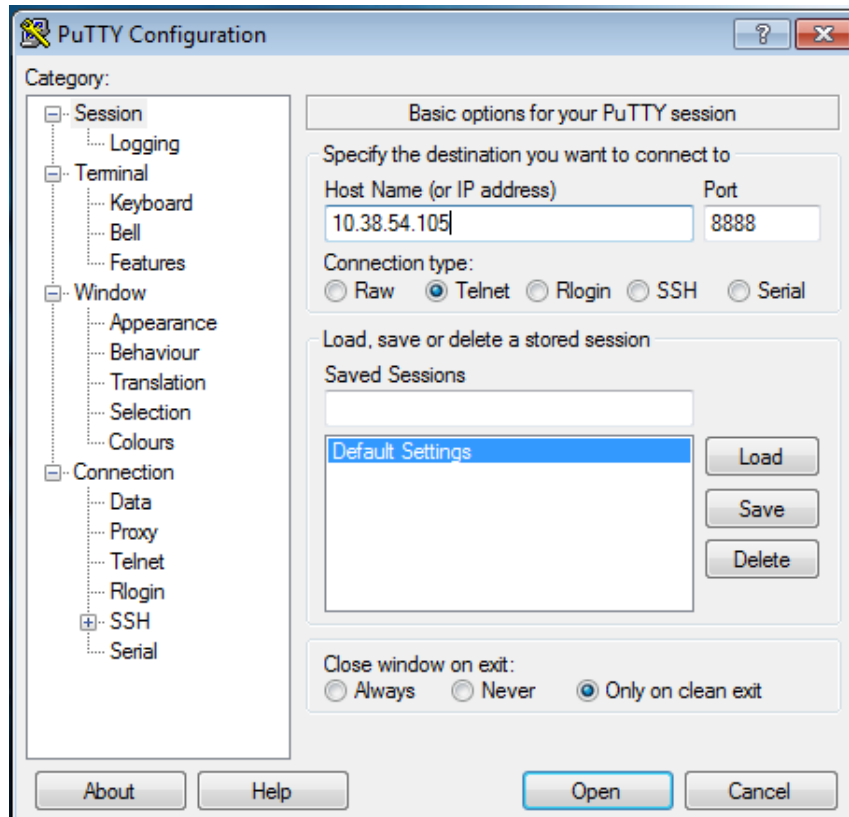 PuTTY Configuration
Category:
Session
Logging
Terminal
Keyboard
Bell
Features
Window
Appearance
Behaviour
Translation
Selection
Colours
Connection
Data
Proxy
Telnet
Rlogin
SSH
Serial
Basic options for your PuTTY session
Specify the destination you want to connect to
Host Name (or IP address) Port
10.38.54.105 8888
Connection type:
Raw Telnet Rlogin SSH Serial
Load, save or delete a stored session
Saved Sessions
Default Settings
Load
Save
Delete
Close window on exit:
Always Never Only on clean exit
About Help Open Cancel